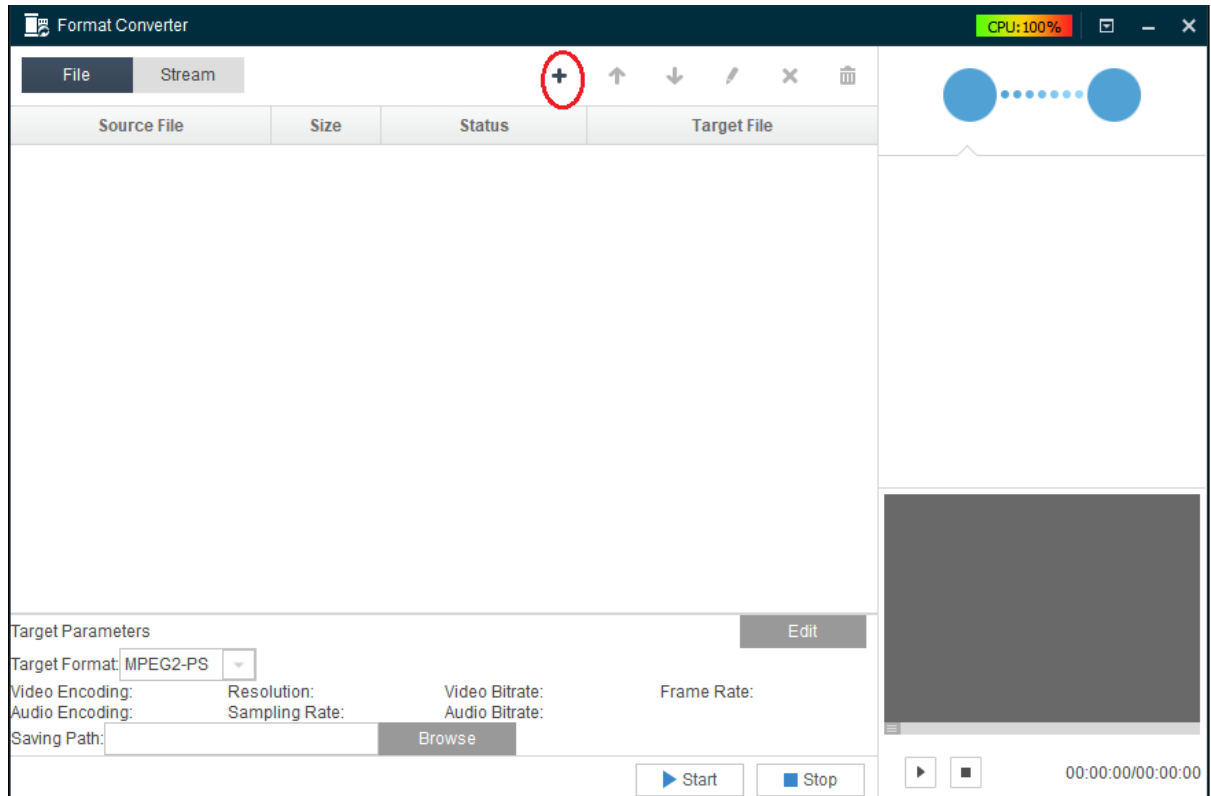 Format Converter CPU:100%
File Stream
Source File Size Status Target File
Target Parameters Edit
Target Format: MPEG2-PS
Video Encoding: Resolution: Video Bitrate: Frame Rate:
Audio Encoding: Sampling Rate: Audio Bitrate:
Saving Path: Browse
Start Stop 00:00:00/00:00:00